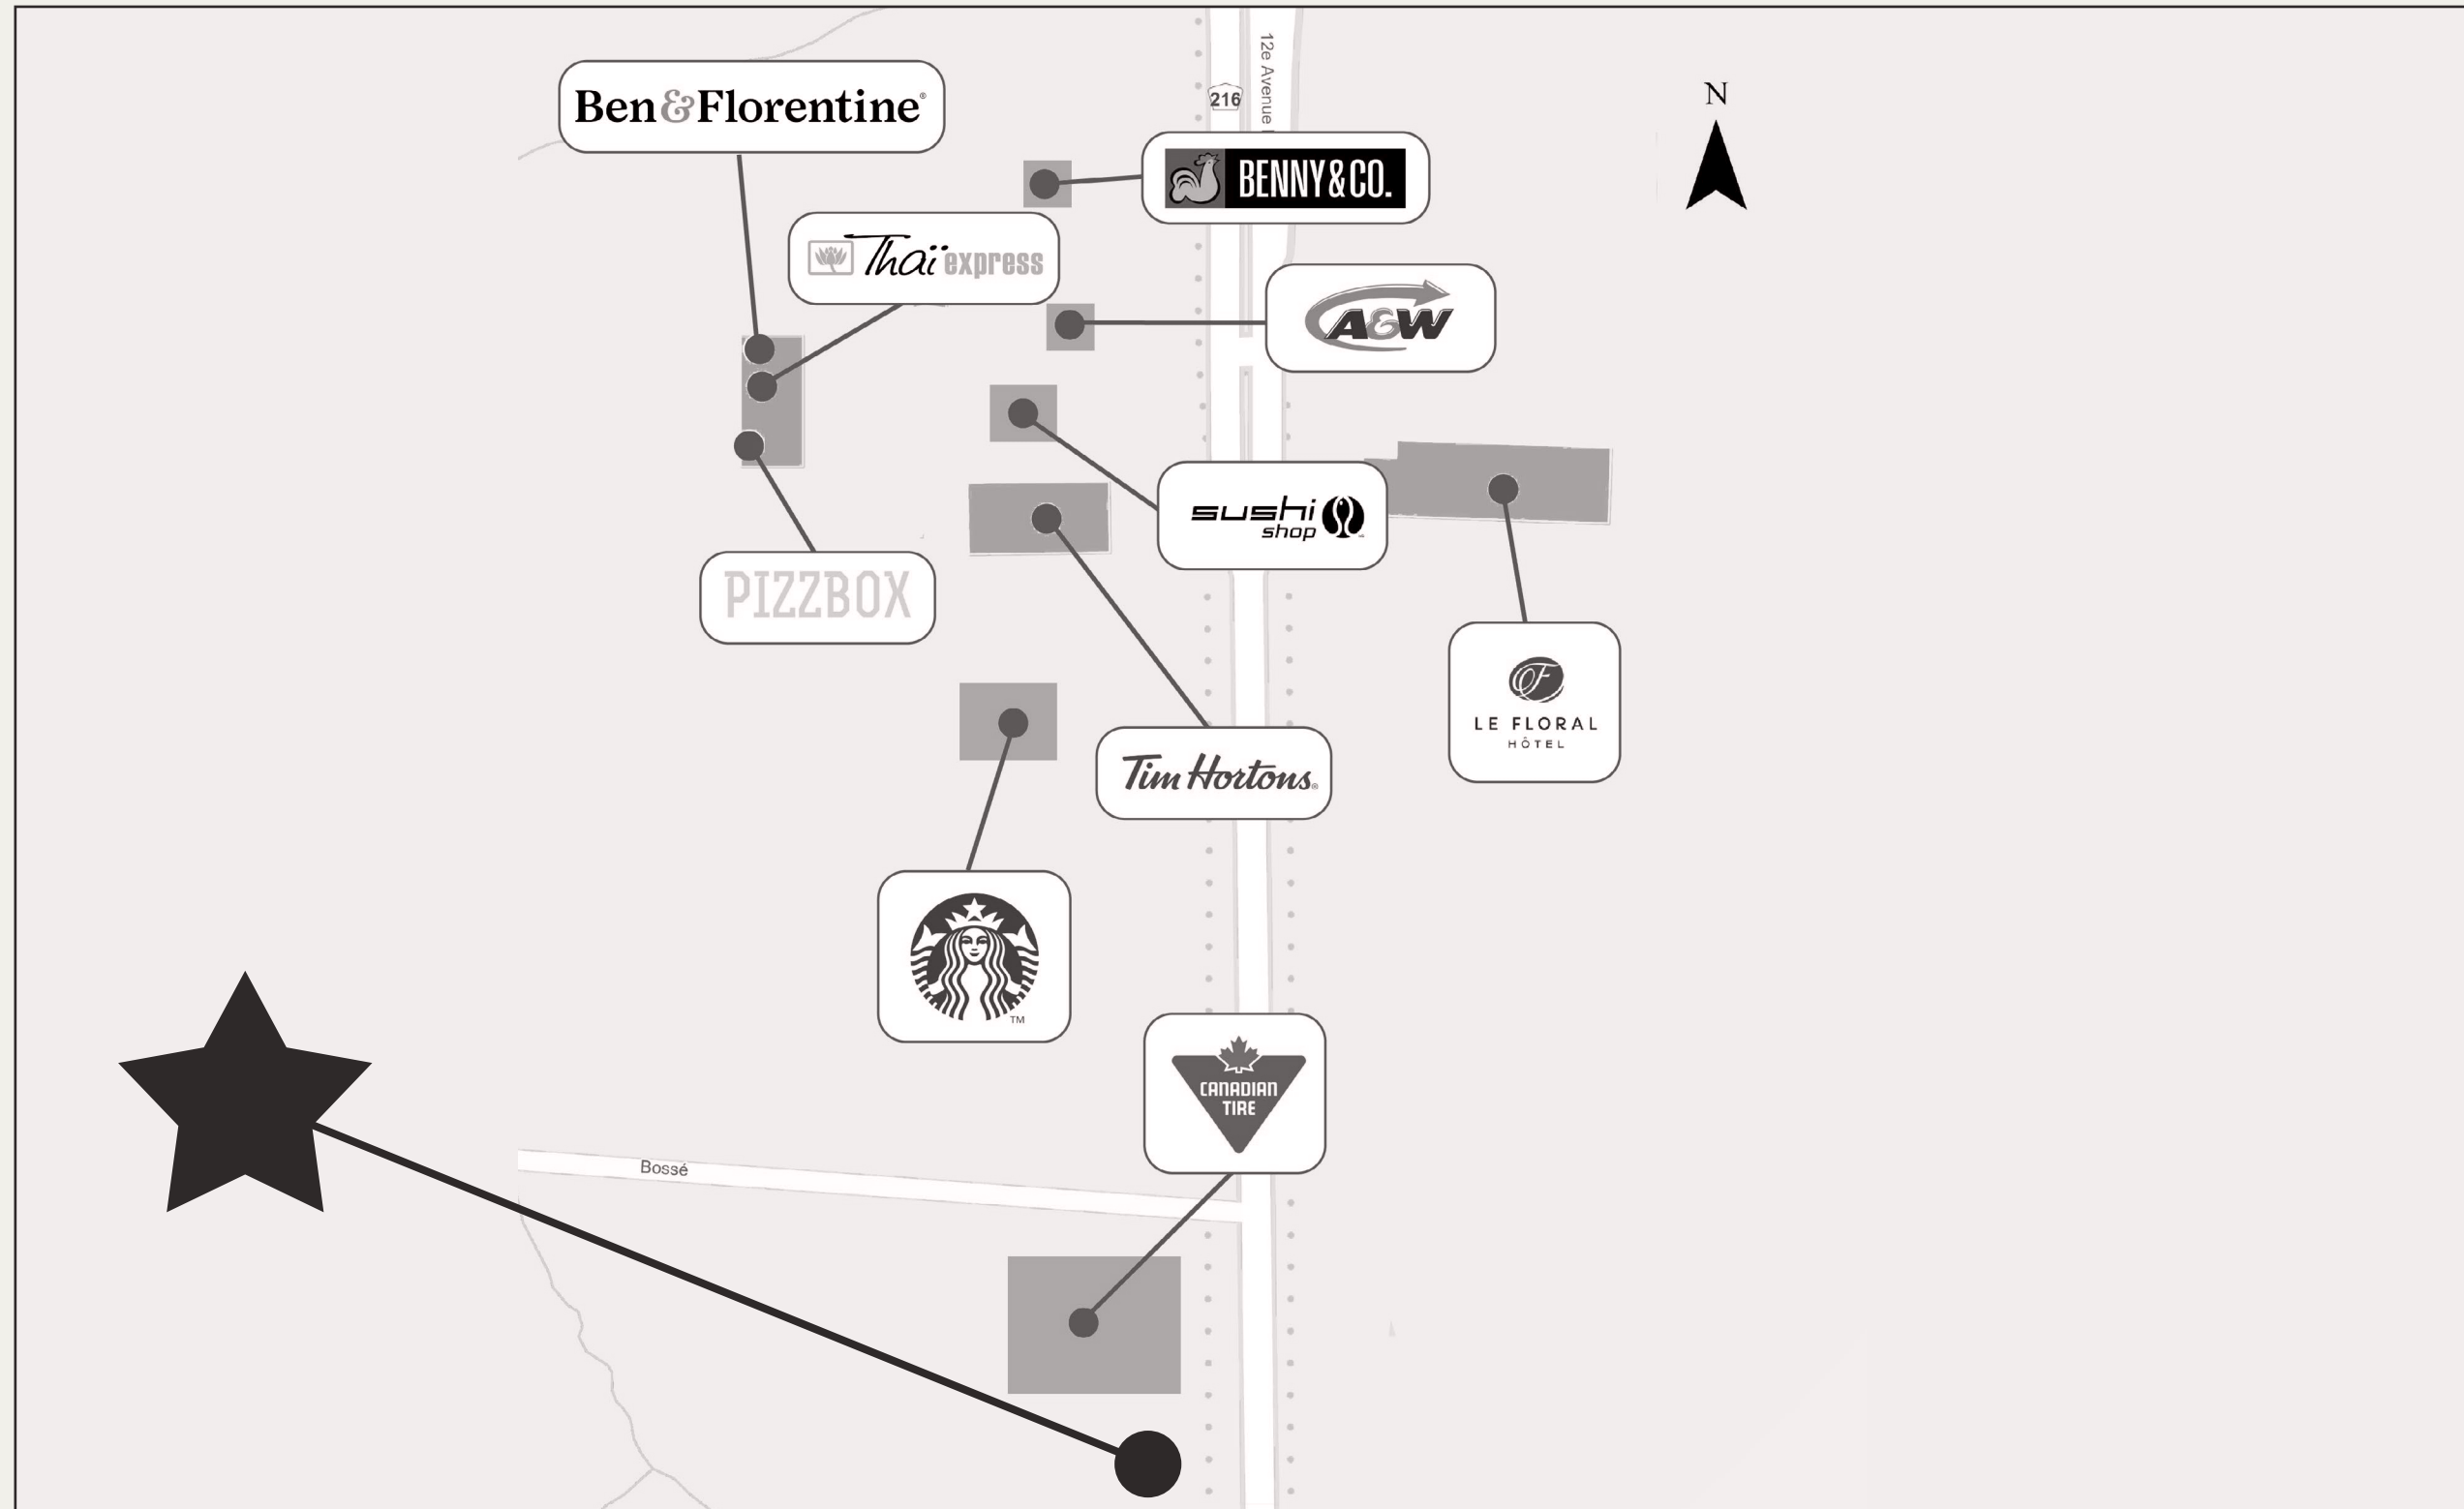 12e Avenue
216
N
Ben&Florentine®
BENNY&CO.
Thaï express
A&W
sushi
shop
PIZZBOX
LE FLORAL
HÔTEL
Tim Hortons®
TM
CANADIAN
TIRE
Bossé